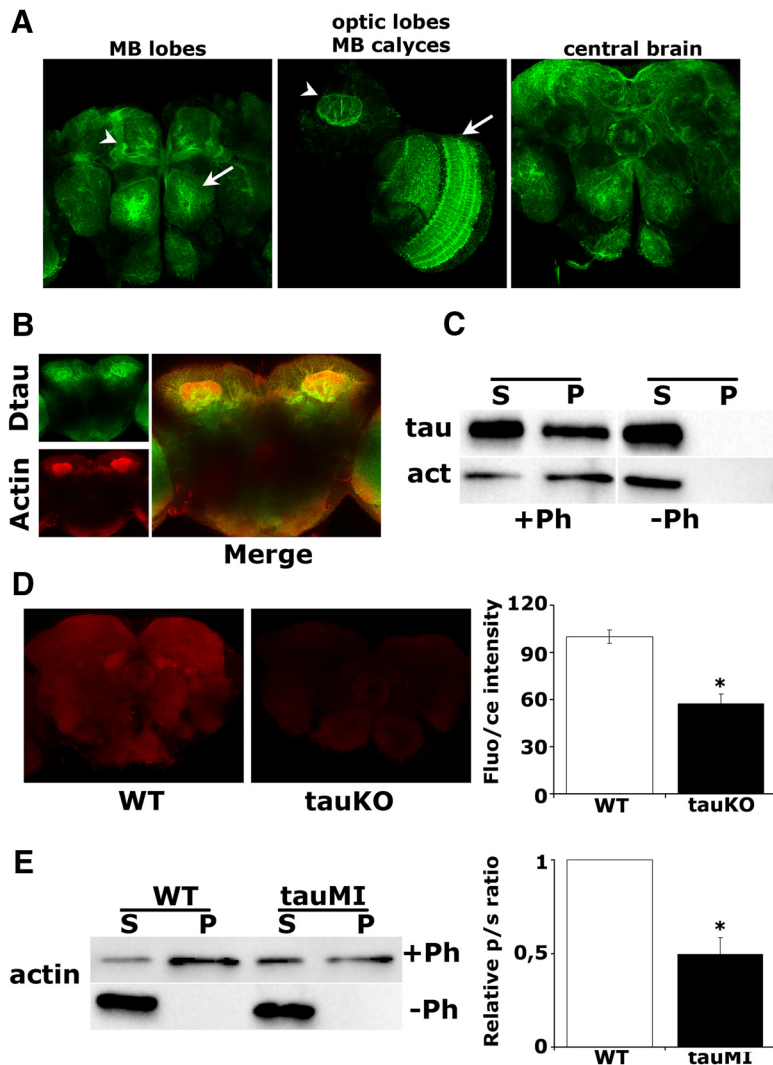 A
MB lobes
optic lobes
MB calyces
central brain
B
Dtau
Actin
Merge
C
S P S P
tau
act
+Ph -Ph
D
WT
tauKO
Fluo/ce intensity
120
90
60
30
0
*
WT tauKO
E
WT tauMI
S P S P
actin
+Ph
-Ph
Relative p/s ratio
1
0,5
0
*
WT tauMI